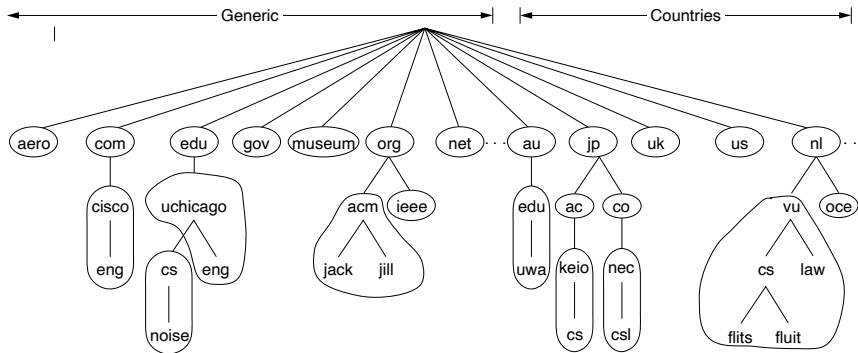 Generic Countries
aero com edu gov museum org net ... au jp uk us nl ...
cisco uchicago acm ieee edu ac co vu oce
eng cs eng jack jill uwa keio nec cs law
noise cs csl flits fluit